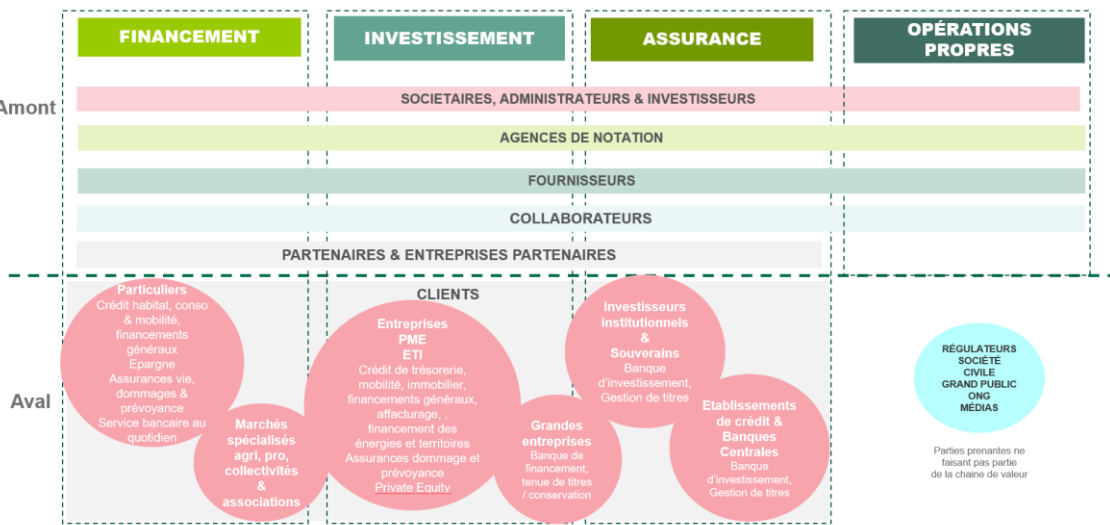 FINANCEMENT
INVESTISSEMENT
ASSURANCE
OPÉRATIONS
PROPRES
Amont
SOCIETAIRES, ADMINISTRATEURS & INVESTISSEURS
AGENCES DE NOTATION
FOURNISSEURS
COLLABORATEURS
PARTENAIRES & ENTREPRISES PARTENAIRES
Aval
CLIENTS
Particuliers
Crédit habitat, conso
& mobilité,
financements
généraux
Epargne
Assurances vie,
dommages &
prévoyance
Service bancaire au
quotidien
Marchés
spécialisés
agri, pro,
collectivités
&
associations
Entreprises
PME
ETI
Crédit de trésorerie,
mobilité, immobilier,
financements généraux,
affacturage, ,
financement des
énergies et territoires
Assurances dommage et
prévoyance
Private Equity
Grandes
entreprises
Banque de
financement,
tenue de titres
/ conservation
Investisseurs
institutionnels
&
Souverains
Banque
d'investissement,
Gestion de titres
Etablissements
de crédit &
Banques
Centrales
Banque
d'investissement,
Gestion de titres
RÉGULATEURS
SOCIÉTÉ
CIVILE
GRAND PUBLIC
ONG
MÉDIAS
Parties prenantes ne
faisant pas partie
de la chaine de valeur